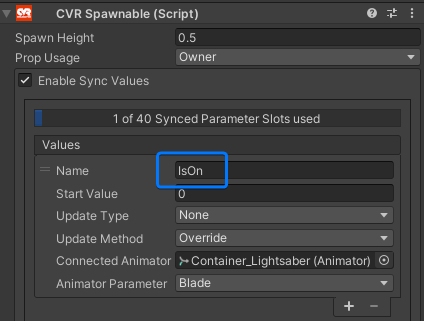 CVR Spawnable (Script)
Spawn Height 0.5
Prop Usage Owner
Enable Sync Values
1 of 40 Synced Parameter Slots used
Values
Name IsOn
Start Value 0
Update Type None
Update Method Override
Connected Animator Container_Lightsaber (Animator)
Animator Parameter Blade
+ −